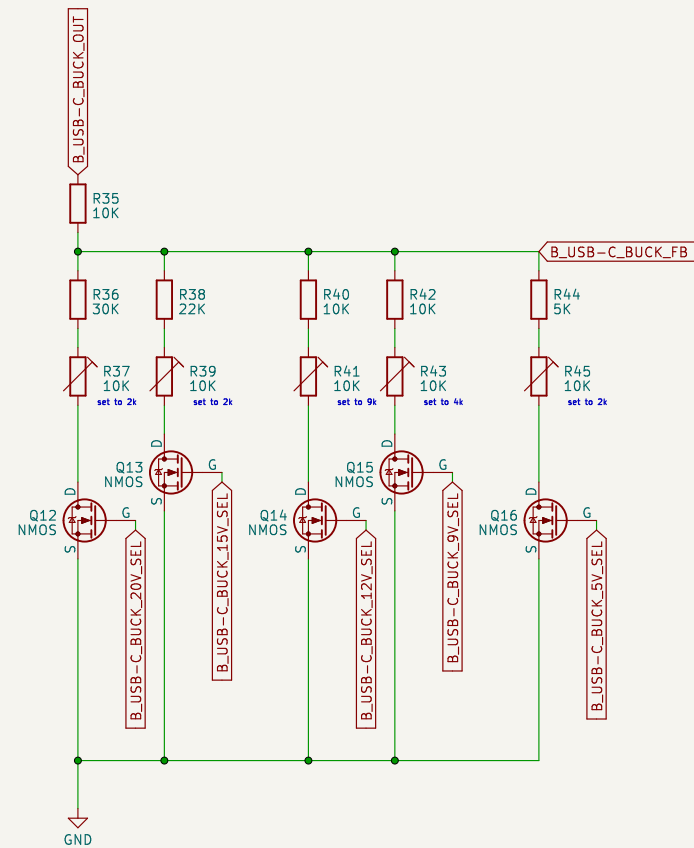 B_USB-C_BUCK_OUT
R35
10K
B_USB-C_BUCK_FB
R36
30K
R38
22K
R40
10K
R42
10K
R44
5K
R37
10K
set to 2k
R39
10K
set to 2k
R41
10K
set to 9k
R43
10K
set to 4k
R45
10K
set to 2k
Q13
NMOS
D
G
S
Q15
NMOS
D
G
S
Q12
NMOS
D
G
S
Q14
NMOS
D
G
S
Q16
NMOS
D
G
S
B_USB-C_BUCK_20V_SEL
B_USB-C_BUCK_15V_SEL
B_USB-C_BUCK_12V_SEL
B_USB-C_BUCK_9V_SEL
B_USB-C_BUCK_5V_SEL
GND